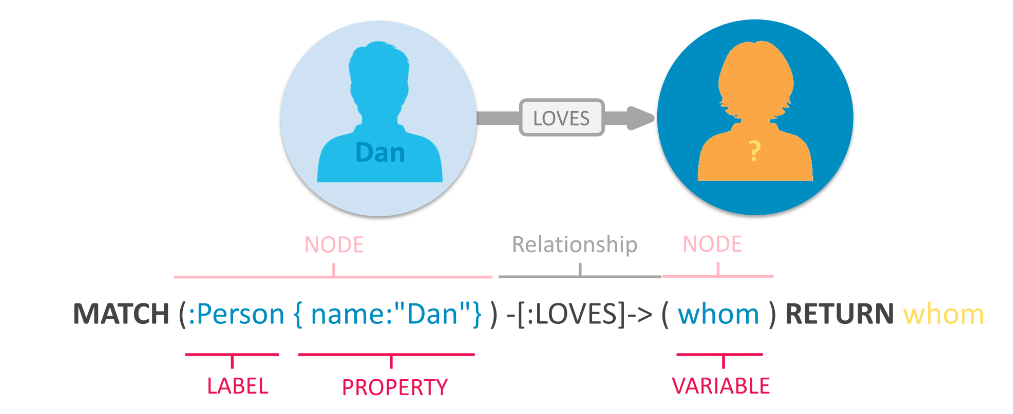 Dan
LOVES
?
NODE
Relationship
NODE
MATCH (:Person { name:"Dan"} ) -[:LOVES]-> ( whom ) RETURN whom
LABEL
PROPERTY
VARIABLE